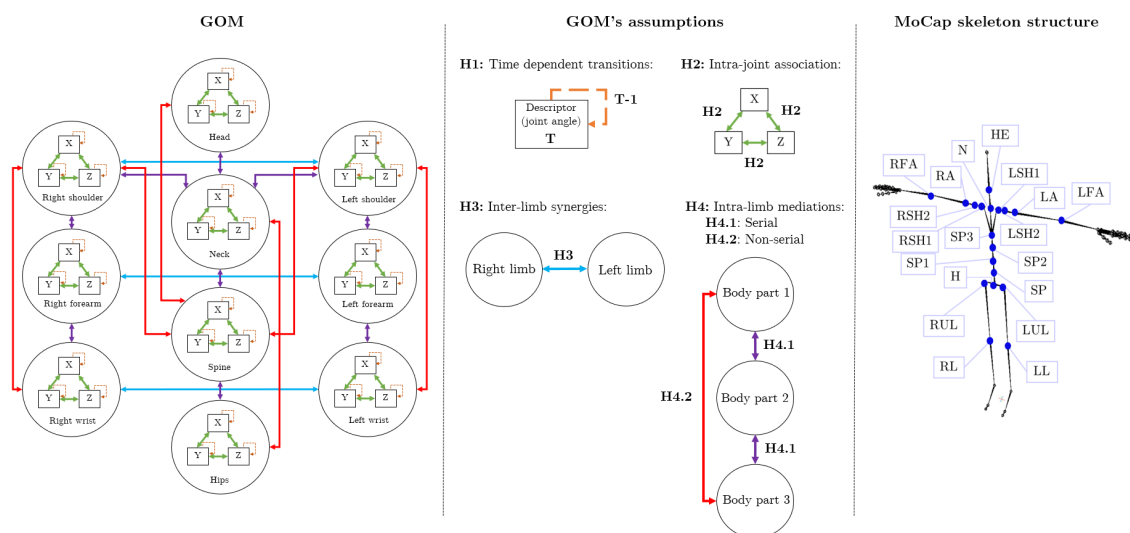 GOM
X
Y
Z
Head
X
Y
Z
Right shoulder
X
Y
Z
Left shoulder
X
Y
Z
Neck
X
Y
Z
Right forearm
X
Y
Z
Left forearm
X
Y
Z
Spine
X
Y
Z
Right wrist
X
Y
Z
Left wrist
X
Y
Z
Hips
GOM's assumptions
H1: Time dependent transitions:
T-1
Descriptor
(joint angle)
T
H2: Intra-joint association:
X
H2
H2
Y
Z
H2
H3: Inter-limb synergies:
Right limb
H3
Left limb
H4: Intra-limb mediations:
H4.1: Serial
H4.2: Non-serial
Body part 1
H4.1
Body part 2
H4.2
H4.1
Body part 3
MoCap skeleton structure
HE
N
RFA
RA
LSH1
LA
LFA
RSH2
RSH1
SP3
LSH2
SP1
SP2
H
SP
RUL
LUL
RL
LL